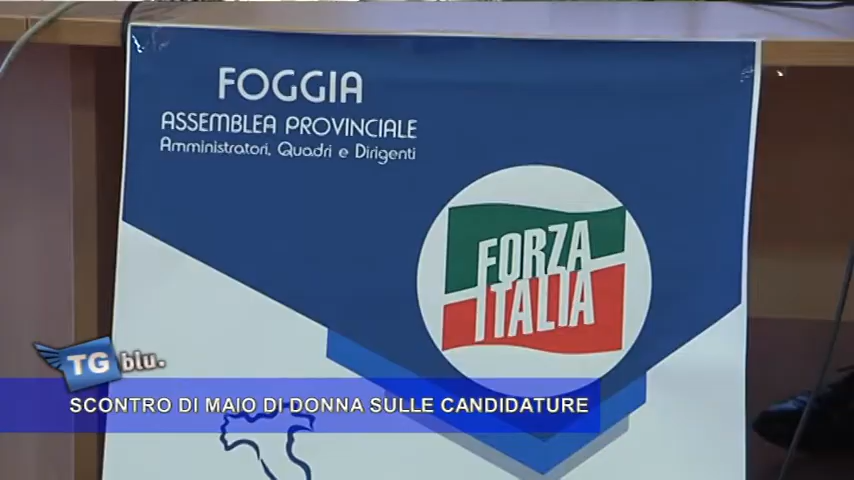 FOGGIA
ASSEMBLEA PROVINCIALE
Amministratori, Quadri e Dirigenti
FORZA
ITALIA
TG blu.
SCONTRO DI MAIO DI DONNA SULLE CANDIDATURE